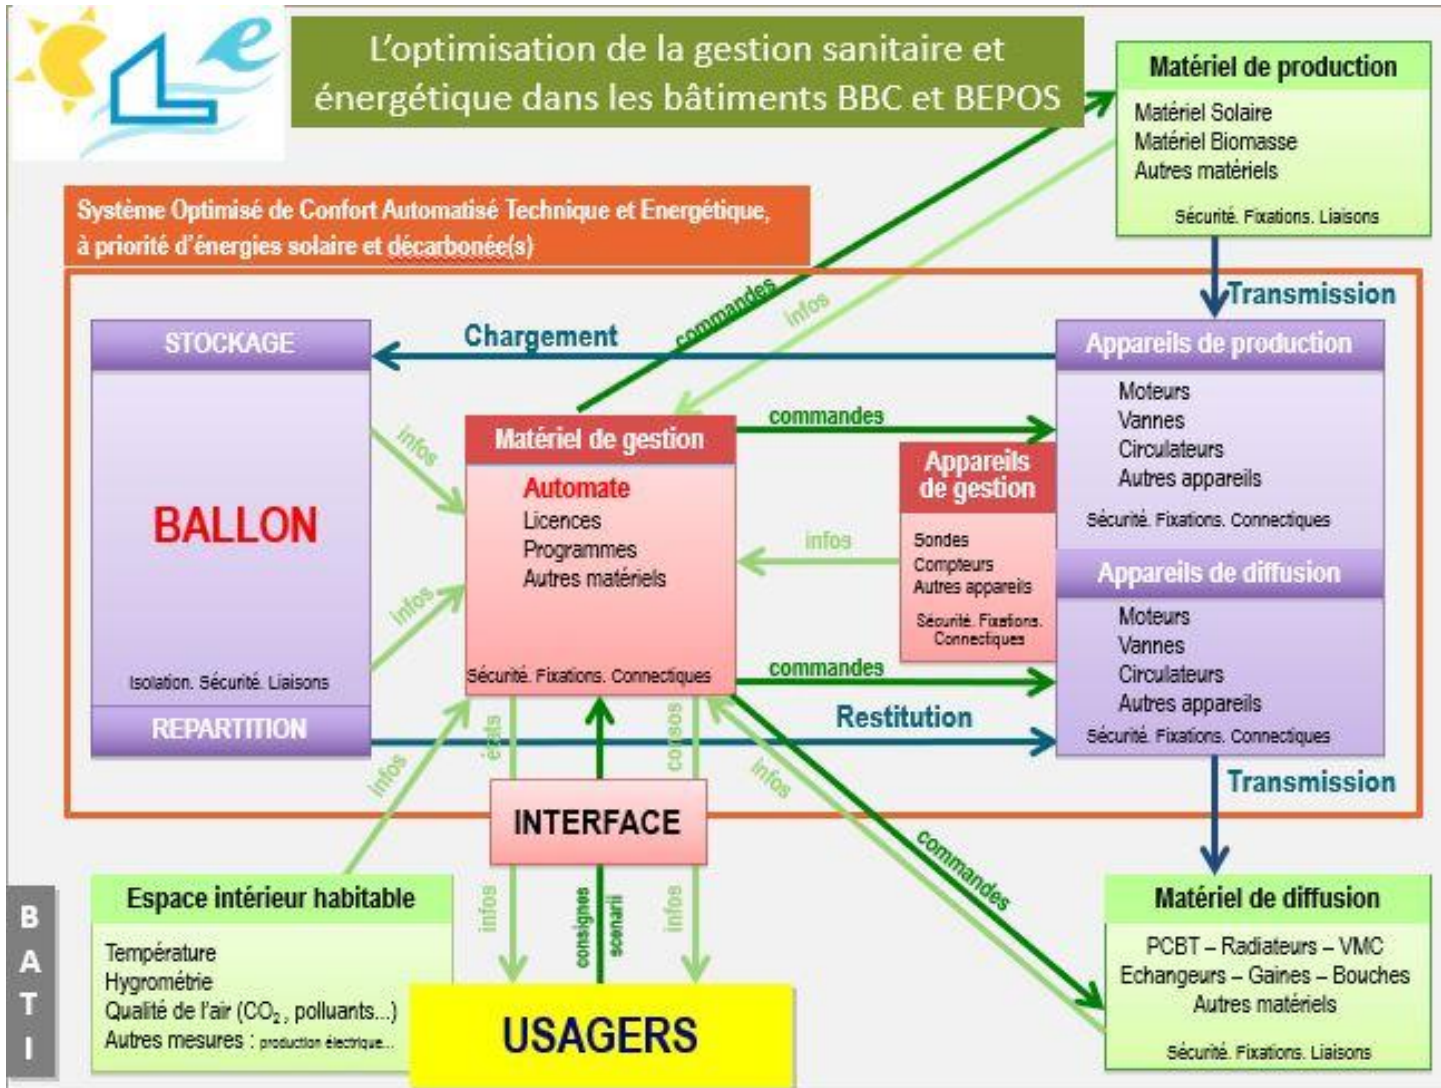 L'optimisation de la gestion sanitaire et
énergétique dans les bâtiments BBC et BEPOS
Matériel de production
Matériel Solaire
Matériel Biomasse
Autres matériels
Sécurité. Fixations. Liaisons
Système Optimisé de Confort Automatisé Technique et Energétique,
à priorité d'énergies solaire et décarbonée(s)
commandes
infos
Transmission
STOCKAGE
Chargement
Appareils de production
Moteurs
Vannes
Circulateurs
Autres appareils
Sécurité. Fixations. Connectiques
infos
Matériel de gestion
Automate
Licences
Programmes
Autres matériels
Sécurité. Fixations. Connectiques
commandes
Appareils
de gestion
Sondes
Compteurs
Autres appareils
Sécurité. Fixations.
Connectiques
infos
BALLON
infos
Isolation. Sécurité. Liaisons
REPARTITION
Appareils de diffusion
Moteurs
Vannes
Circulateurs
Autres appareils
Sécurité. Fixations. Connectiques
commandes
Restitution
infos
états
consos
infos
Transmission
INTERFACE
commandes
infos
consignes
scenarii
infos
BATI
Espace intérieur habitable
Température
Hygrométrie
Qualité de l'air (CO₂ , polluants...)
Autres mesures : production électrique...
USAGERS
Matériel de diffusion
PCBT – Radiateurs – VMC
Echangeurs – Gaines – Bouches
Autres matériels
Sécurité. Fixations. Liaisons